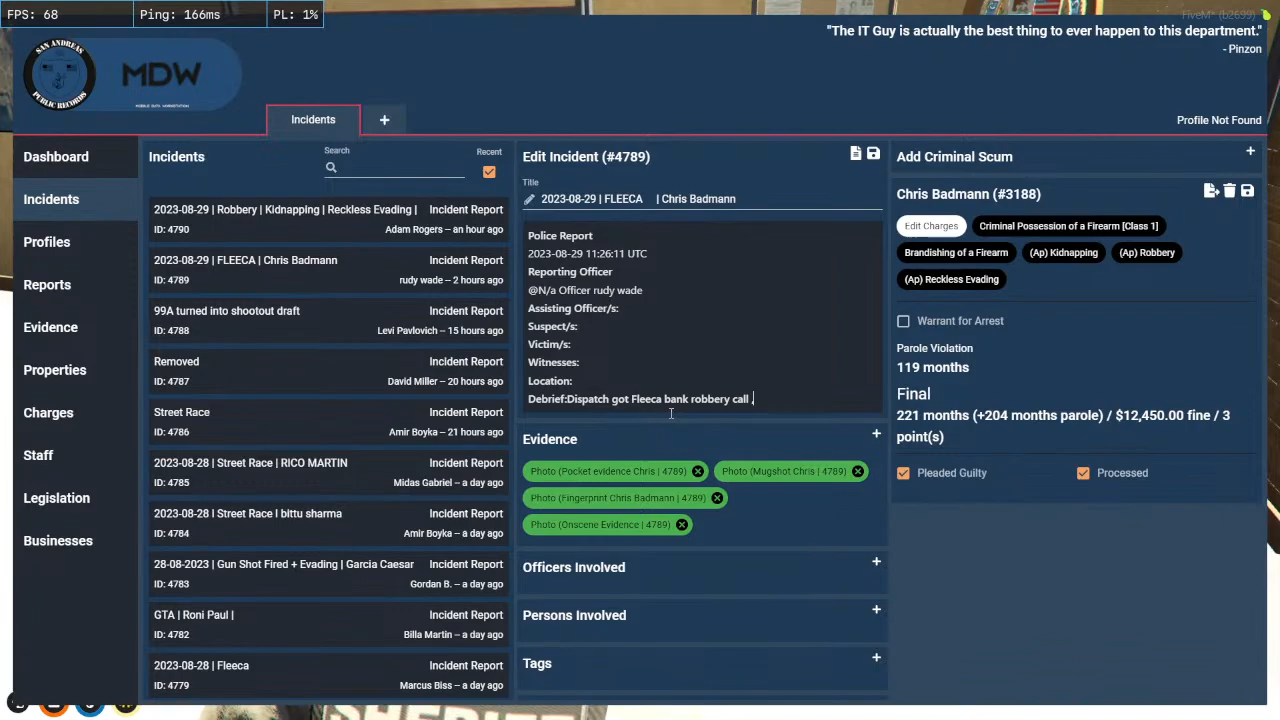 FPS: 68 Ping: 166ms PL: 1%
FiveM* (b2699)
"The IT Guy is actually the best thing to ever happen to this department."
- Pinzon
SAN ANDREAS
PUBLIC RECORDS
MDW
MOBILE DATA WORKSTATION
Incidents +
Profile Not Found
Dashboard
Incidents
Profiles
Reports
Evidence
Properties
Charges
Staff
Legislation
Businesses
Incidents
Search
Recent
2023-08-29 | Robbery | Kidnapping | Reckless Evading | Incident Report
ID: 4790 Adam Rogers – an hour ago
2023-08-29 | FLEECA | Chris Badmann Incident Report
ID: 4789 rudy wade – 2 hours ago
99A turned into shootout draft Incident Report
ID: 4788 Levi Pavlovich – 15 hours ago
Removed Incident Report
ID: 4787 David Miller – 20 hours ago
Street Race Incident Report
ID: 4786 Amir Boyka – 21 hours ago
2023-08-28 | Street Race | RICO MARTIN Incident Report
ID: 4785 Midas Gabriel – a day ago
2023-08-28 | Street Race I bittu sharma Incident Report
ID: 4784 Amir Boyka – a day ago
28-08-2023 | Gun Shot Fired + Evading | Garcia Caesar Incident Report
ID: 4783 Gordan B. – a day ago
GTA | Roni Paul | Incident Report
ID: 4782 Billa Martin – a day ago
2023-08-28 | Fleeca Incident Report
ID: 4779 Marcus Biss – a day ago
Edit Incident (#4789)
Title
2023-08-29 | FLEECA | Chris Badmann
Police Report
2023-08-29 11:26:11 UTC
Reporting Officer
@N/a Officer rudy wade
Assisting Officer/s:
Suspect/s:
Victim/s:
Witnesses:
Location:
Debrief:Dispatch got Fleeca bank robbery call .
Evidence +
Photo (Pocket evidence Chris | 4789) Photo (Mugshot Chris | 4789)
Photo (Fingerprint Chris Badmann | 4789)
Photo (Onscene Evidence | 4789)
Officers Involved +
Persons Involved +
Tags +
Add Criminal Scum +
Chris Badmann (#3188)
Edit Charges Criminal Possession of a Firearm [Class 1]
Brandishing of a Firearm (Ap) Kidnapping (Ap) Robbery
(Ap) Reckless Evading
Warrant for Arrest
Parole Violation
119 months
Final
221 months (+204 months parole) / $12,450.00 fine / 3
point(s)
Pleaded Guilty Processed